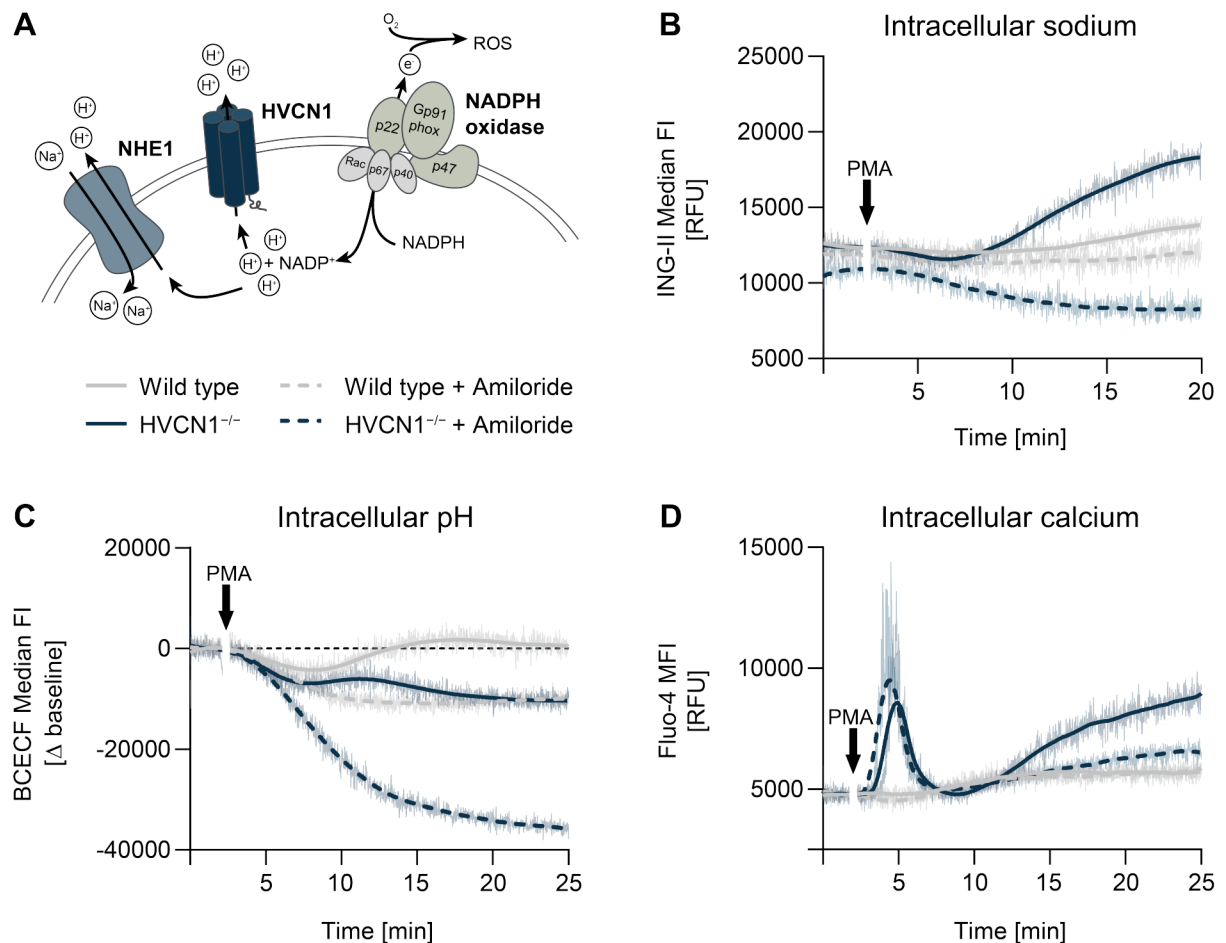 A
O₂
ROS
e⁻
H⁺
H⁺
H⁺
H⁺
HVCN1
NADPH
oxidase
Gp91
phox
p22
Rac
p67
p40
p47
H⁺
H⁺
Na⁺
NHE1
NADPH
H⁺
H⁺ + NADP⁺
H⁺
Na⁺
Na⁺
Wild type
Wild type + Amiloride
HVCN1⁻/⁻
HVCN1⁻/⁻ + Amiloride
B
Intracellular sodium
ING-II Median FI
[RFU]
25000
20000
15000
10000
5000
PMA
5
10
15
20
Time [min]
C
Intracellular pH
BCECF Median FI
[Δ baseline]
20000
0
-20000
-40000
PMA
5
10
15
20
25
Time [min]
D
Intracellular calcium
Fluo-4 MFI
[RFU]
15000
10000
5000
PMA
5
10
15
20
25
Time [min]